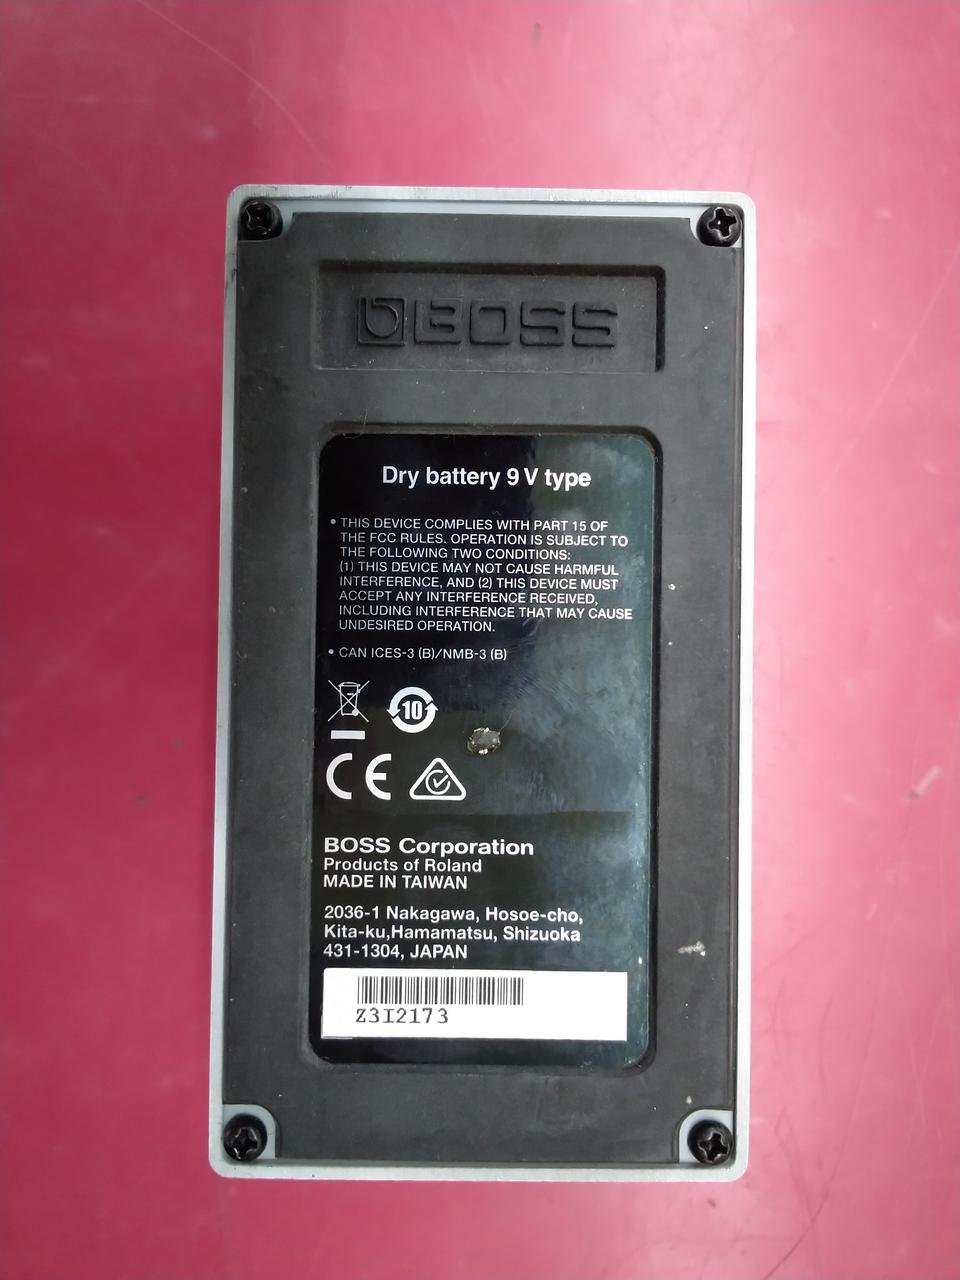 BOSS
Dry battery 9 V type
• THIS DEVICE COMPLIES WITH PART 15 OF
THE FCC RULES. OPERATION IS SUBJECT TO
THE FOLLOWING TWO CONDITIONS:
(1) THIS DEVICE MAY NOT CAUSE HARMFUL
INTERFERENCE, AND (2) THIS DEVICE MUST
ACCEPT ANY INTERFERENCE RECEIVED,
INCLUDING INTERFERENCE THAT MAY CAUSE
UNDESIRED OPERATION.
• CAN ICES-3 (B)/NMB-3 (B)
10
CE
BOSS Corporation
Products of Roland
MADE IN TAIWAN
2036-1 Nakagawa, Hosoe-cho,
Kita-ku,Hamamatsu, Shizuoka
431-1304, JAPAN
Z3I2173